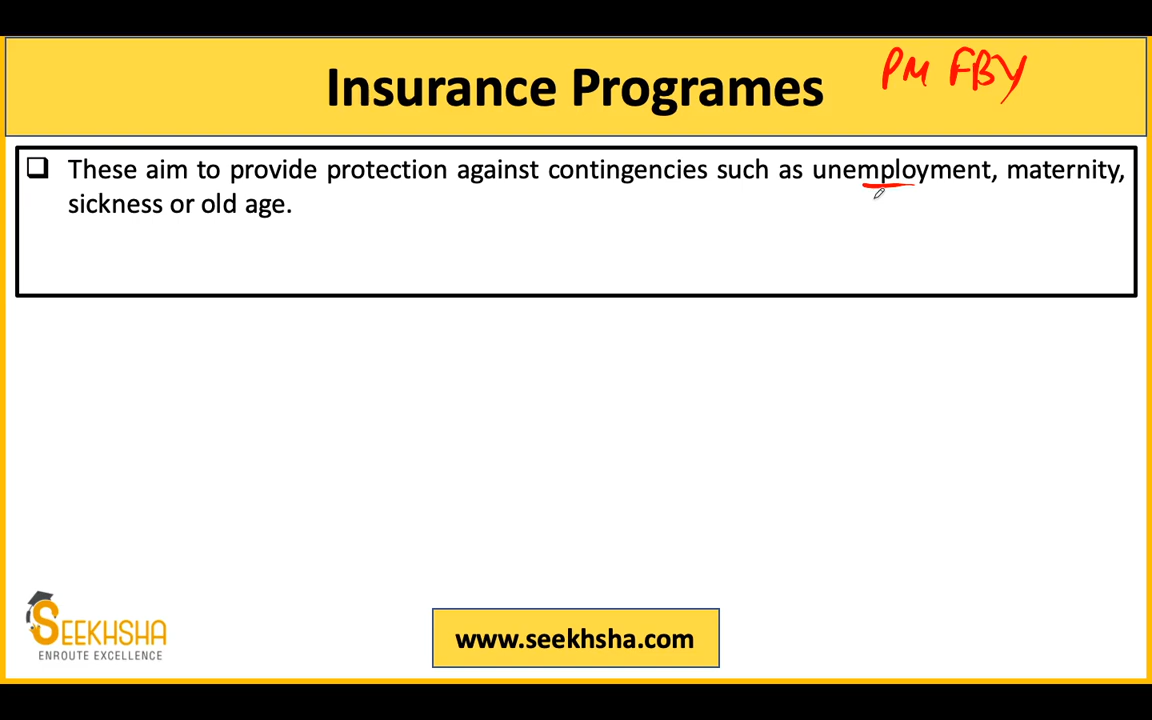 Insurance Programes
PM FBY
These aim to provide protection against contingencies such as unemployment, maternity,
sickness or old age.
SEEKHSHA
ENROUTE EXCELLENCE
www.seekhsha.com